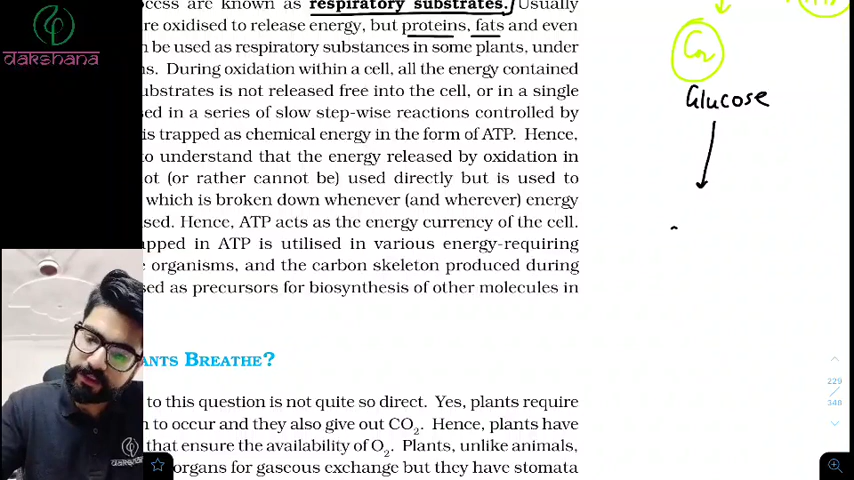 dakshana
ocess are known as respiratory substrates. Usually
re oxidised to release energy, but proteins, fats and even
n be used as respiratory substances in some plants, under
ns. During oxidation within a cell, all the energy contained
ubstrates is not released free into the cell, or in a single
sed in a series of slow step-wise reactions controlled by
is trapped as chemical energy in the form of ATP. Hence,
to understand that the energy released by oxidation in
ot (or rather cannot be) used directly but is used to
which is broken down whenever (and wherever) energy
ised. Hence, ATP acts as the energy currency of the cell.
apped in ATP is utilised in various energy-requiring
e organisms, and the carbon skeleton produced during
sed as precursors for biosynthesis of other molecules in
Glucose
ANTS BREATHE?
to this question is not quite so direct. Yes, plants require
n to occur and they also give out CO₂. Hence, plants have
that ensure the availability of O₂. Plants, unlike animals,
organs for gaseous exchange but they have stomata
229
348
dakshana